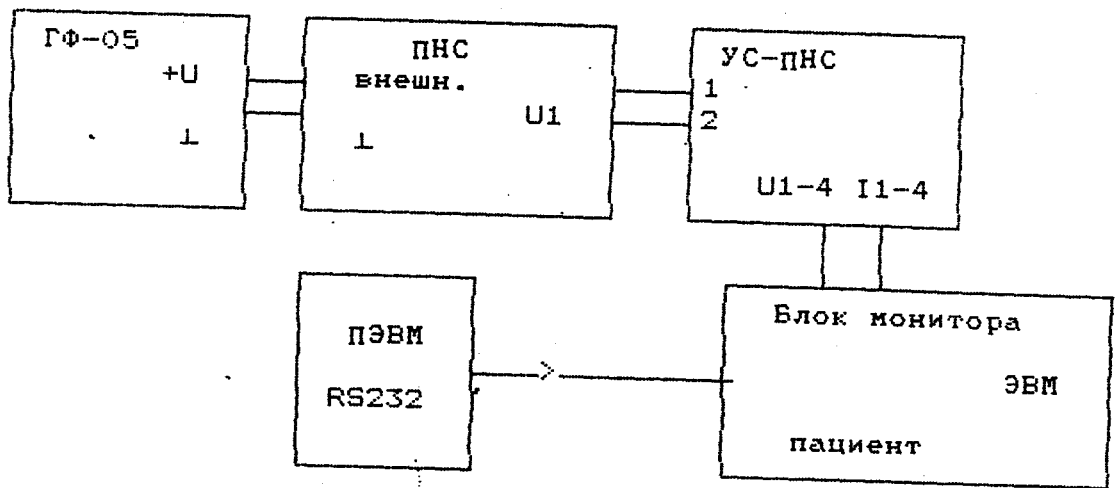 ГФ-05
+U
⊥
ПНС
внешн.
U1
⊥
УС-ПНС
1
2
U1-4 I1-4
ПЭВМ
RS232
Блок монитора
ЭВМ
пациент